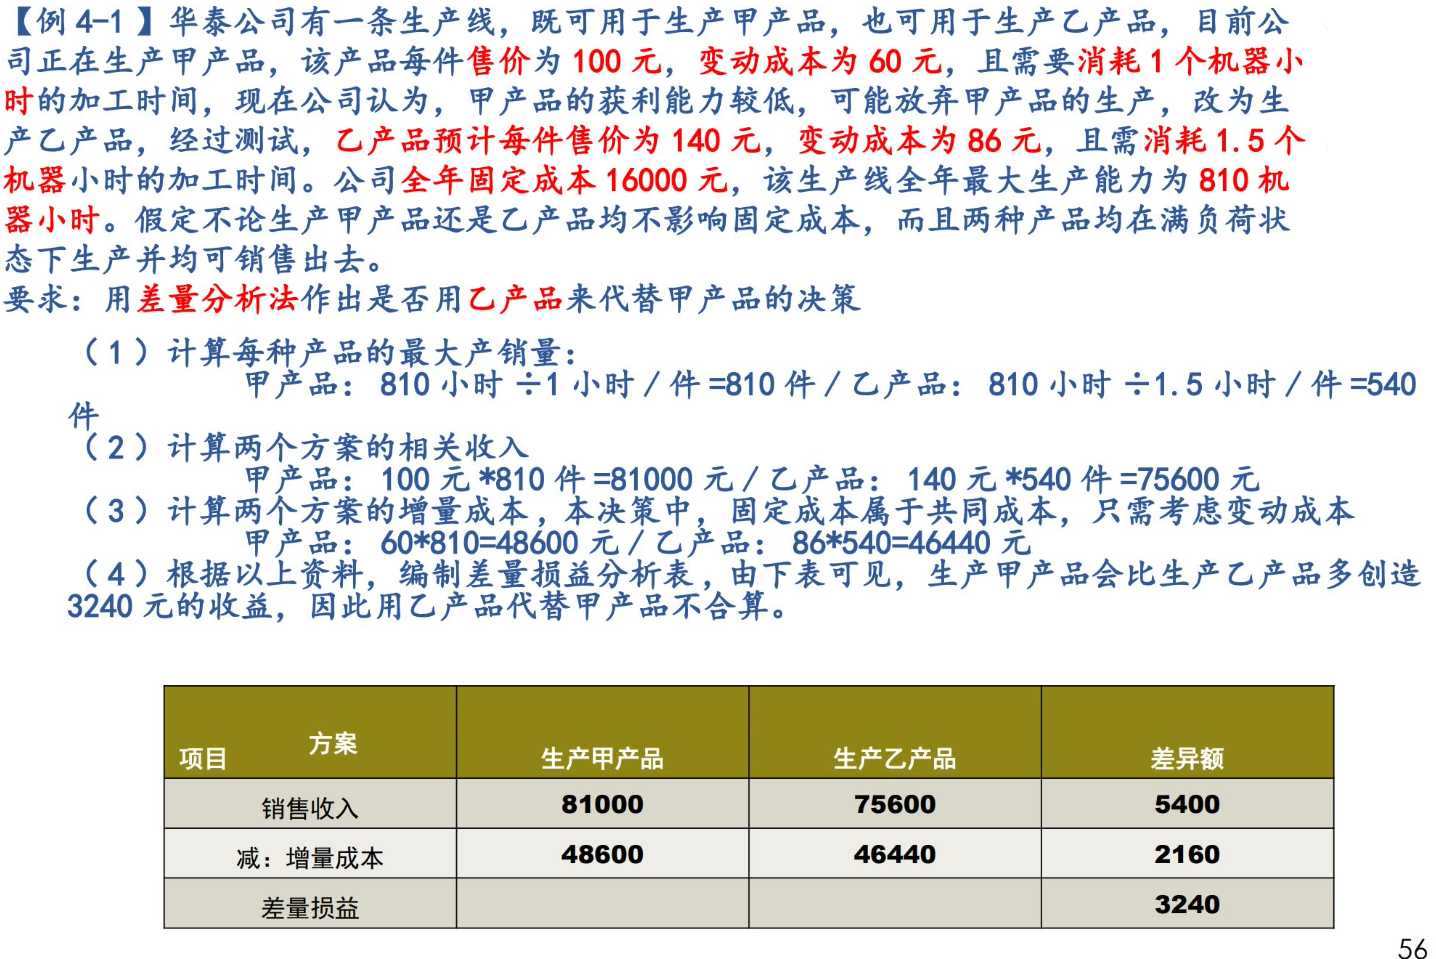 【例 4-1 】华泰公司有一条生产线，既可用于生产甲产品，也可用于生产乙产品，目前公
司正在生产甲产品，该产品每件售价为 100 元，变动成本为 60 元，且需要消耗 1 个机器小
时的加工时间，现在公司认为，甲产品的获利能力较低，可能放弃甲产品的生产，改为生
产乙产品，经过测试，乙产品预计每件售价为 140 元，变动成本为 86 元，且需消耗 1.5 个
机器小时的加工时间。公司全年固定成本 16000 元，该生产线全年最大生产能力为 810 机
器小时。假定不论生产甲产品还是乙产品均不影响固定成本，而且两种产品均在满负荷状
态下生产并均可销售出去。
要求：用差量分析法作出是否用乙产品来代替甲产品的决策
（ 1 ）计算每种产品的最大产销量：
甲产品： 810 小时 ÷1 小时 / 件 =810 件 / 乙产品： 810 小时 ÷1.5 小时 / 件 =540
件
（ 2 ）计算两个方案的相关收入
甲产品： 100 元 *810 件 =81000 元 / 乙产品： 140 元 *540 件 =75600 元
（ 3 ）计算两个方案的增量成本 , 本决策中，固定成本属于共同成本，只需考虑变动成本
甲产品： 60*810=48600 元 / 乙产品： 86*540=46440 元
（ 4 ）根据以上资料，编制差量损益分析表 , 由下表可见，生产甲产品会比生产乙产品多创造
3240 元的收益，因此用乙产品代替甲产品不合算。
项目 方案 生产甲产品 生产乙产品 差异额
销售收入 81000 75600 5400
减：增量成本 48600 46440 2160
差量损益 3240
56